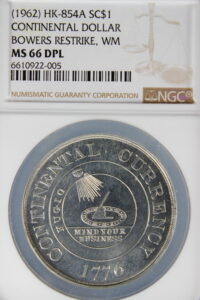 (1962) HK-854A SC$1
CONTINENTAL DOLLAR
BOWERS RESTRIKE, WM
MS 66 DPL
6610922-005
NUMISMATIC GUARANTY CORPORATION
NGC
CONTINENTAL CURRENCY
FUGIO
MIND YOUR
BUSINESS
1776